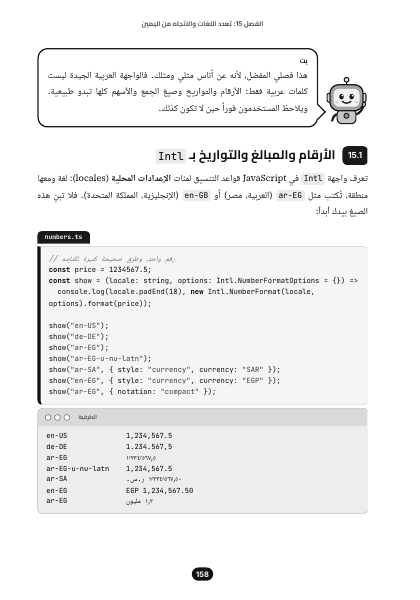 الفصل 15: تعدد اللغات والاتجاه من اليمين
بِت
هذا فصلي المفضل، لأنه عن أناس مثلي ومثلك. فالواجهة العربية الجيدة ليست
كلمات عربية فقط: الأرقام والتواريخ وصيغ الجمع والأسهم كلها تبدو طبيعية.
ويلاحظ المستخدمون فوراً حين لا تكون كذلك.
15.1 الأرقام والمبالغ والتواريخ بـ Intl
تعرف واجهة Intl في JavaScript قواعد التنسيق لمئات الإعدادات المحلية (locales): لغة ومعها
منطقة، تُكتب مثل ar-EG (العربية، مصر) أو en-GB (الإنجليزية، المملكة المتحدة). فلا تبنِ هذه
الصيغ بيدك أبداً:
numbers.ts
// رقم واحد، وطرق صحيحة كثيرة لكتابته
const price = 1234567.5;
const show = (locale: string, options: Intl.NumberFormatOptions = {}) =>
console.log(locale.padEnd(18), new Intl.NumberFormat(locale,
options).format(price));
show("en-US");
show("de-DE");
show("ar-EG");
show("ar-EG-u-nu-latn");
show("ar-SA", { style: "currency", currency: "SAR" });
show("en-EG", { style: "currency", currency: "EGP" });
show("ar-EG", { notation: "compact" });
الطرفية
en-US 1,234,567.5
de-DE 1.234.567,5
ar-EG ١٬٢٣٤٬٥٦٧٫٥
ar-EG-u-nu-latn 1,234,567.5
ar-SA ١٬٢٣٤٬٥٦٧٫٥٠ ر.س.
en-EG EGP 1,234,567.50
ar-EG ١٫٢ مليون
158